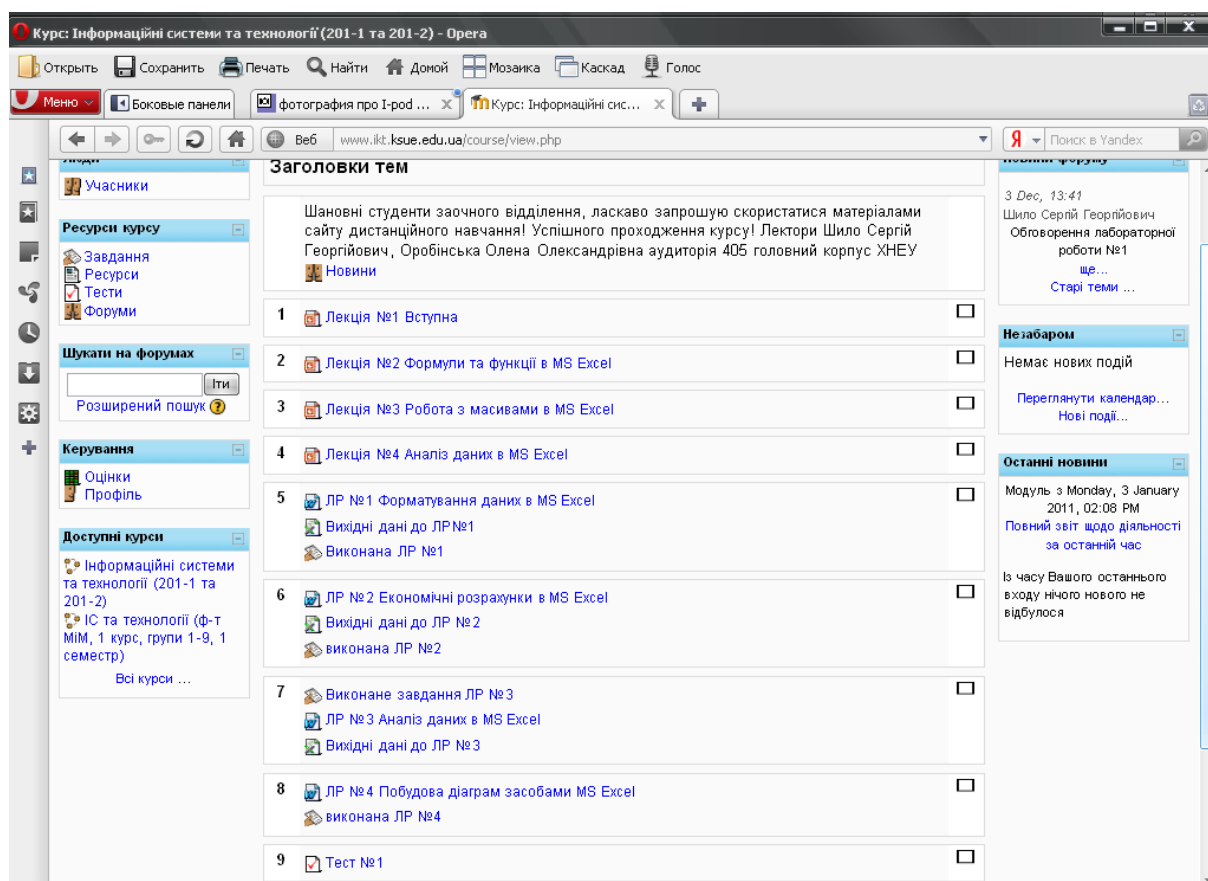 Курс: Інформаційні системи та технології (201-1 та 201-2) - Opera
Открыть Сохранить Печать Найти Домой Мозаика Каскад Голос
Меню Боковые панели фотография про I-pod ... Курс: Інформаційні сис...
Веб www.ikt.ksue.edu.ua/course/view.php Поиск в Yandex
Люди
Учасники
Ресурси курсу
Завдання
Ресурси
Тести
Форуми
Шукати на форумах
Іти
Розширений пошук
Керування
Оцінки
Профіль
Доступні курси
Інформаційні системи
та технології (201-1 та
201-2)
ІС та технології (ф-т
МіМ, 1 курс, групи 1-9, 1
семестр)
Всі курси ...
Заголовки тем
Шановні студенти заочного відділення, ласкаво запрошую скористатися матеріалами
сайту дистанційного навчання! Успішного проходження курсу! Лектори Шило Сергій
Георгійович, Оробінська Олена Олександрівна аудиторія 405 головний корпус ХНЕУ
Новини
1 Лекція №1 Вступна
2 Лекція №2 Формули та функції в MS Excel
3 Лекція №3 Робота з масивами в MS Excel
4 Лекція №4 Аналіз даних в MS Excel
5 ЛР №1 Форматування даних в MS Excel
Вихідні дані до ЛР№1
Виконана ЛР №1
6 ЛР №2 Економічні розрахунки в MS Excel
Вихідні дані до ЛР №2
виконана ЛР №2
7 Виконане завдання ЛР №3
ЛР №3 Аналіз даних в MS Excel
Вихідні дані до ЛР №3
8 ЛР №4 Побудова діаграм засобами MS Excel
виконана ЛР №4
9 Тест №1
Новини форуму
3 Dec, 13:41
Шило Сергій Георгійович
Обговорення лабораторної
роботи №1
ще...
Старі теми ...
Незабаром
Немає нових подій
Переглянути календар...
Нові події...
Останні новини
Модуль з Monday, 3 January
2011, 02:08 PM
Повний звіт щодо діяльності
за останній час
Із часу Вашого останнього
входу нічого нового не
відбулося